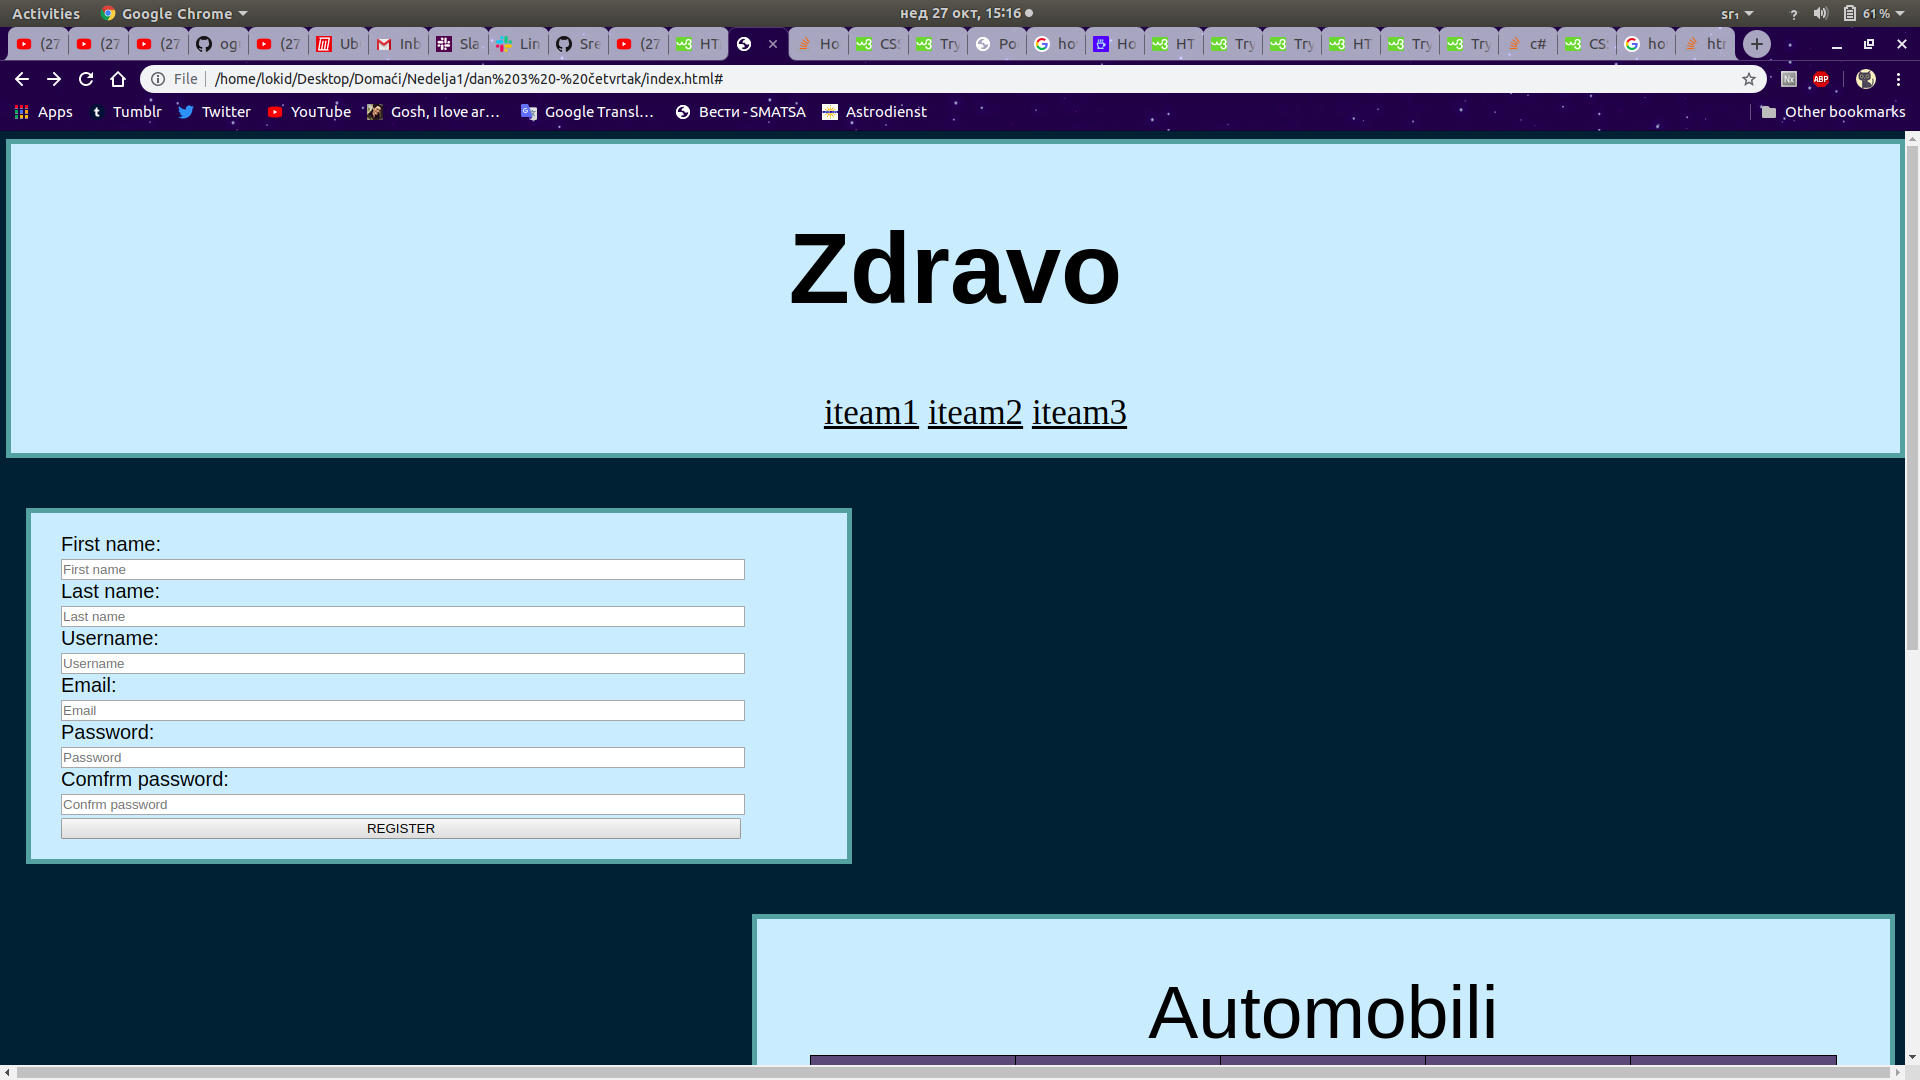 Activities Google Chrome нед 27 окт, 15:16 sr₁ ? 61 %
(27 (27 (27 og (27 Ub Inb Sla Lin Sre (27 HT Ho CSS Try Po ho Ho HT Try Try HT Try Try c# CSS ho htr
File /home/lokid/Desktop/Domaći/Nedelja1/dan%203%20-%20četvrtak/index.html# ABP
Apps Tumblr Twitter YouTube Gosh, I love ar… Google Transl… Вести - SMATSA Astrodienst Other bookmarks
Zdravo
iteam1 iteam2 iteam3
First name:
First name
Last name:
Last name
Username:
Username
Email:
Email
Password:
Password
Comfrm password:
Confrm password
REGISTER
Automobili